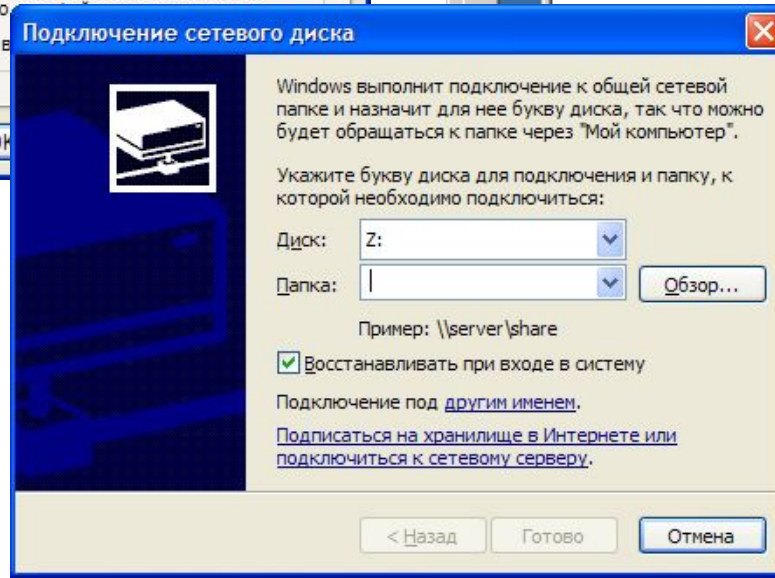 Подключение сетевого диска
Windows выполнит подключение к общей сетевой
папке и назначит для нее букву диска, так что можно
будет обращаться к папке через "Мой компьютер".
Укажите букву диска для подключения и папку, к
которой необходимо подключиться:
Диск: Z:
Папка: Обзор...
Пример: \\server\share
Восстанавливать при входе в систему
Подключение под другим именем.
Подписаться на хранилище в Интернете или
подключиться к сетевому серверу.
< Назад Готово Отмена